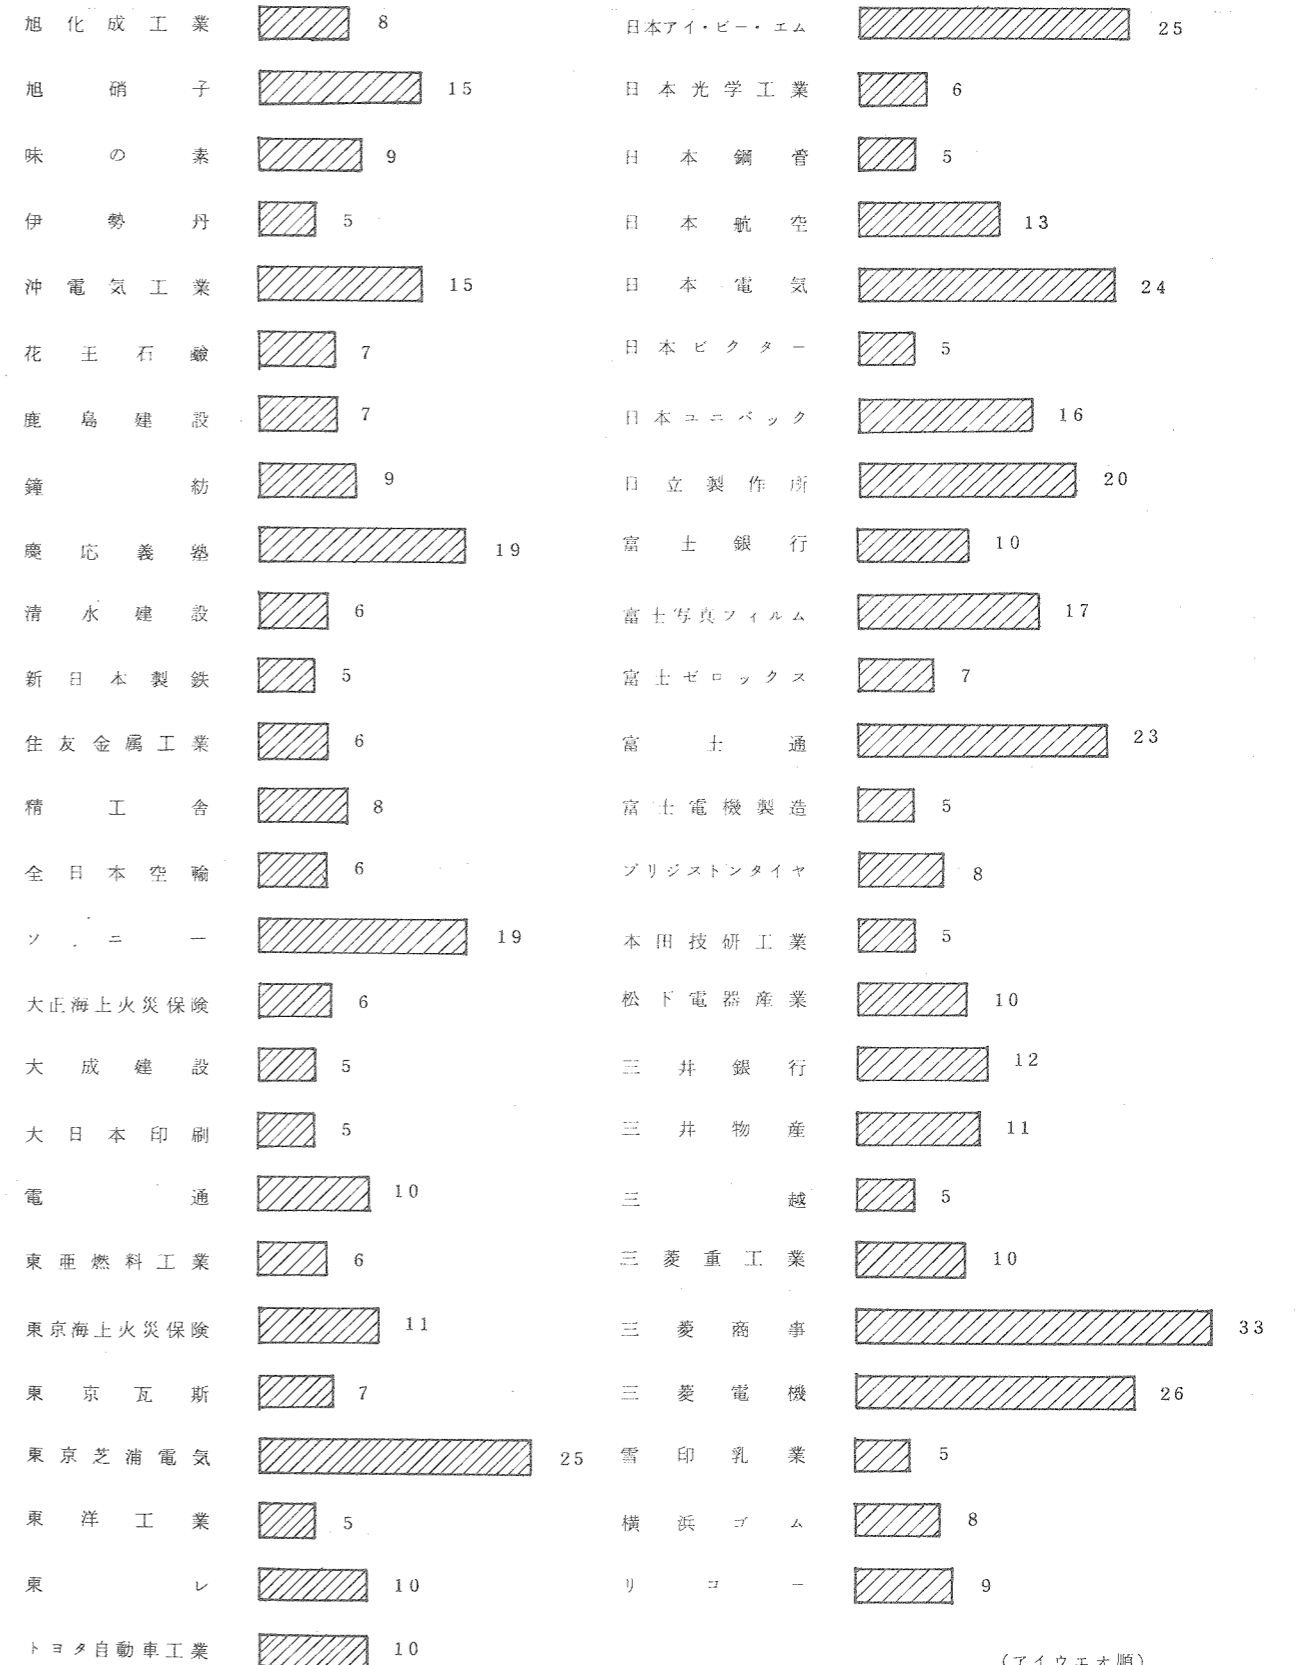 旭化成工業 8
旭硝子 15
味の素 9
伊勢丹 5
沖電気工業 15
花王石鹼 7
鹿島建設 7
鐘紡 9
慶応義塾 19
清水建設 6
新日本製鉄 5
住友金属工業 6
精工舎 8
全日本空輸 6
ソニー 19
大正海上火災保険 6
大成建設 5
大日本印刷 5
電通 10
東亜燃料工業 6
東京海上火災保険 11
東京瓦斯 7
東京芝浦電気 25
東洋工業 5
東レ 10
トヨタ自動車工業 10
日本アイ・ビー・エム 25
日本光学工業 6
日本鋼管 5
日本航空 13
日本電気 24
日本ビクター 5
日本ユニバック 16
日立製作所 20
富士銀行 10
富士写真フィルム 17
富士ゼロックス 7
富士通 23
富士電機製造 5
ブリジストンタイヤ 8
本田技研工業 5
松下電器産業 10
三井銀行 12
三井物産 11
三越 5
三菱重工業 10
三菱商事 33
三菱電機 26
雪印乳業 5
横浜ゴム 8
リコー 9
(アイウエオ順)